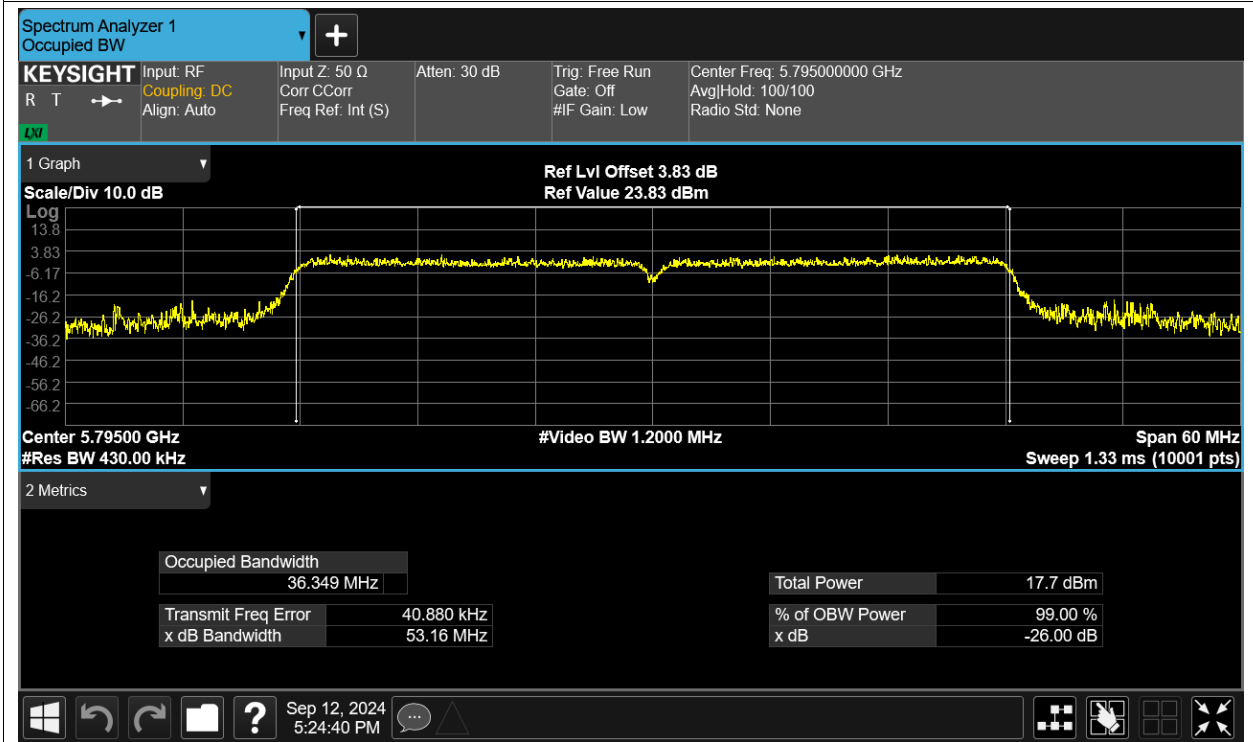 Spectrum Analyzer 1
Occupied BW
KEYSIGHT
R T
LXI
Input: RF
Coupling: DC
Align: Auto
Input Z: 50 Ω
Corr CCorr
Freq Ref: Int (S)
Atten: 30 dB
Trig: Free Run
Gate: Off
#IF Gain: Low
Center Freq: 5.795000000 GHz
Avg|Hold: 100/100
Radio Std: None
1 Graph
Scale/Div 10.0 dB
Ref Lvl Offset 3.83 dB
Ref Value 23.83 dBm
Log
13.8
3.83
-6.17
-16.2
-26.2
-36.2
-46.2
-56.2
-66.2
Center 5.79500 GHz
#Res BW 430.00 kHz
#Video BW 1.2000 MHz
Span 60 MHz
Sweep 1.33 ms (10001 pts)
2 Metrics
Occupied Bandwidth
36.349 MHz
Transmit Freq Error 40.880 kHz
x dB Bandwidth 53.16 MHz
Total Power 17.7 dBm
% of OBW Power 99.00 %
x dB -26.00 dB
?
Sep 12, 2024
5:24:40 PM